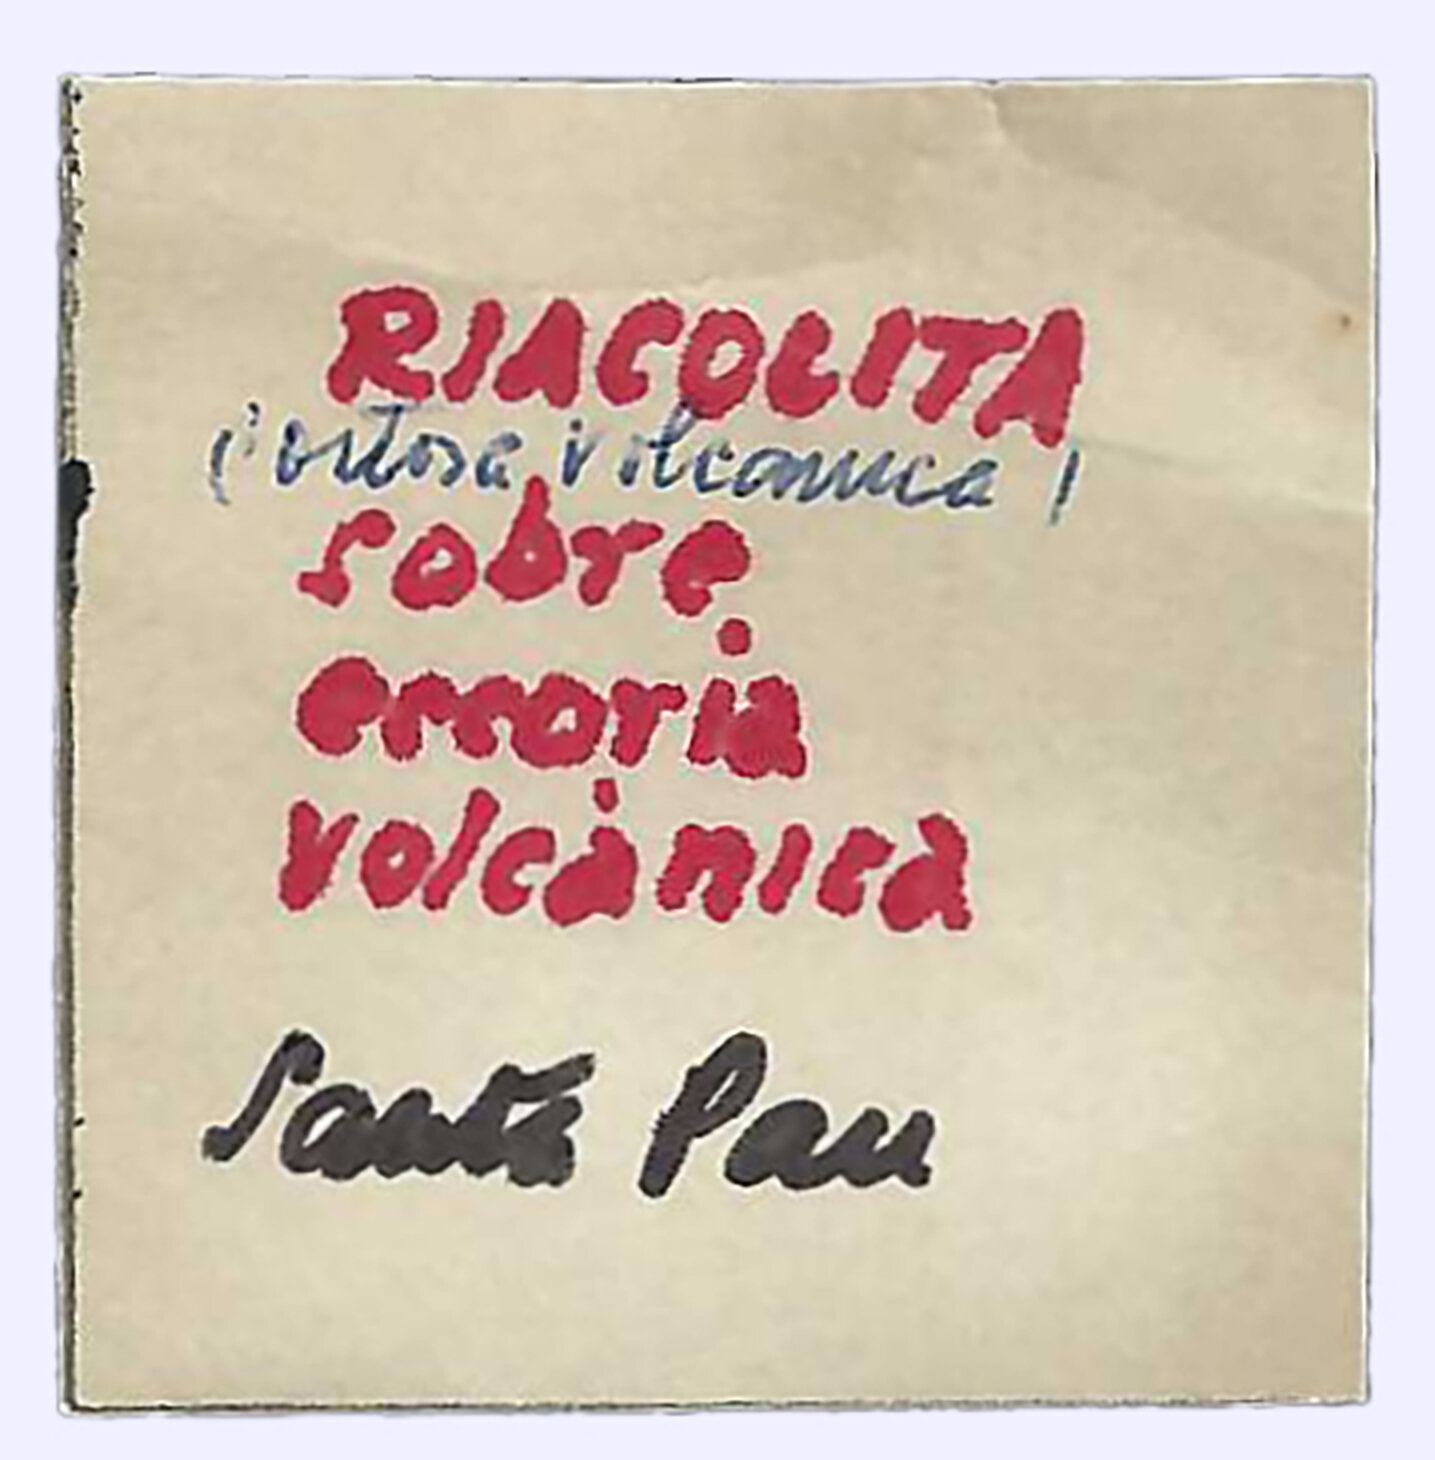 RIACOLITA
(ortosa volcanica)
sobre
escoria
volcànica
Santa Pau